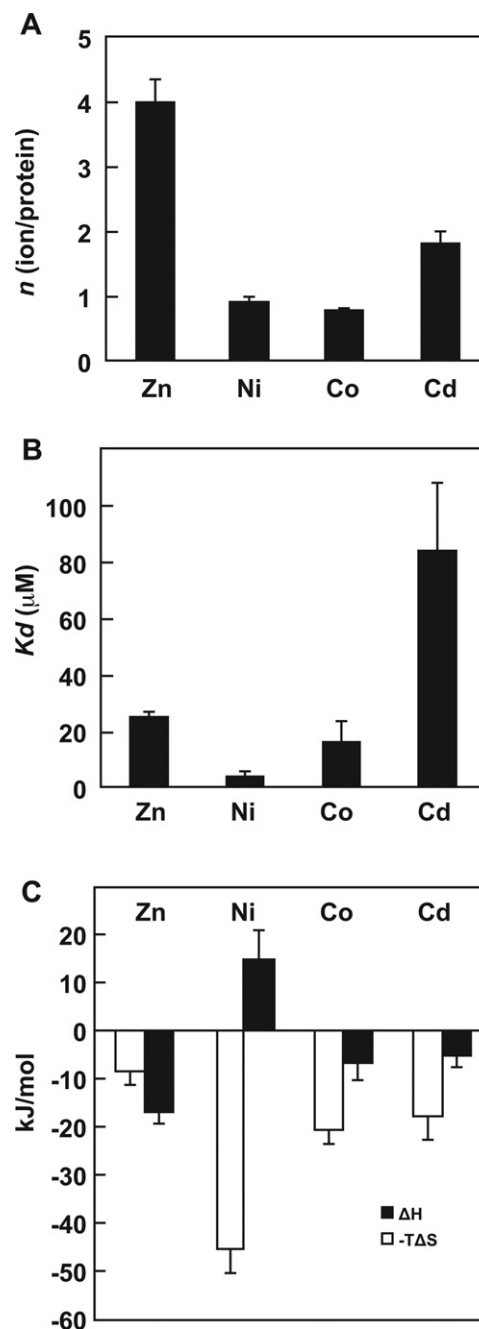 A
n (ion/protein)
5
4
3
2
1
0
Zn Ni Co Cd
B
Kd (μM)
100
80
60
40
20
0
Zn Ni Co Cd
C
Zn Ni Co Cd
kJ/mol
20
10
0
-10
-20
-30
-40
-50
-60
ΔH
-TΔS